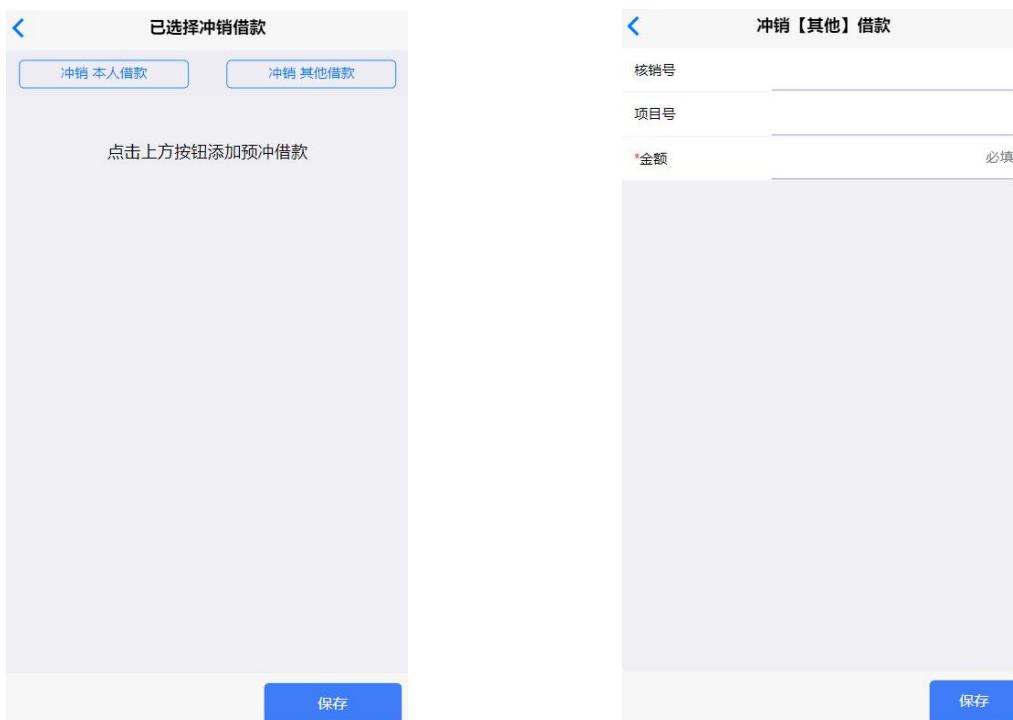 已选择冲销借款
冲销 本人借款
冲销 其他借款
点击上方按钮添加预冲借款
保存
冲销【其他】借款
核销号
项目号
*金额
必填
保存